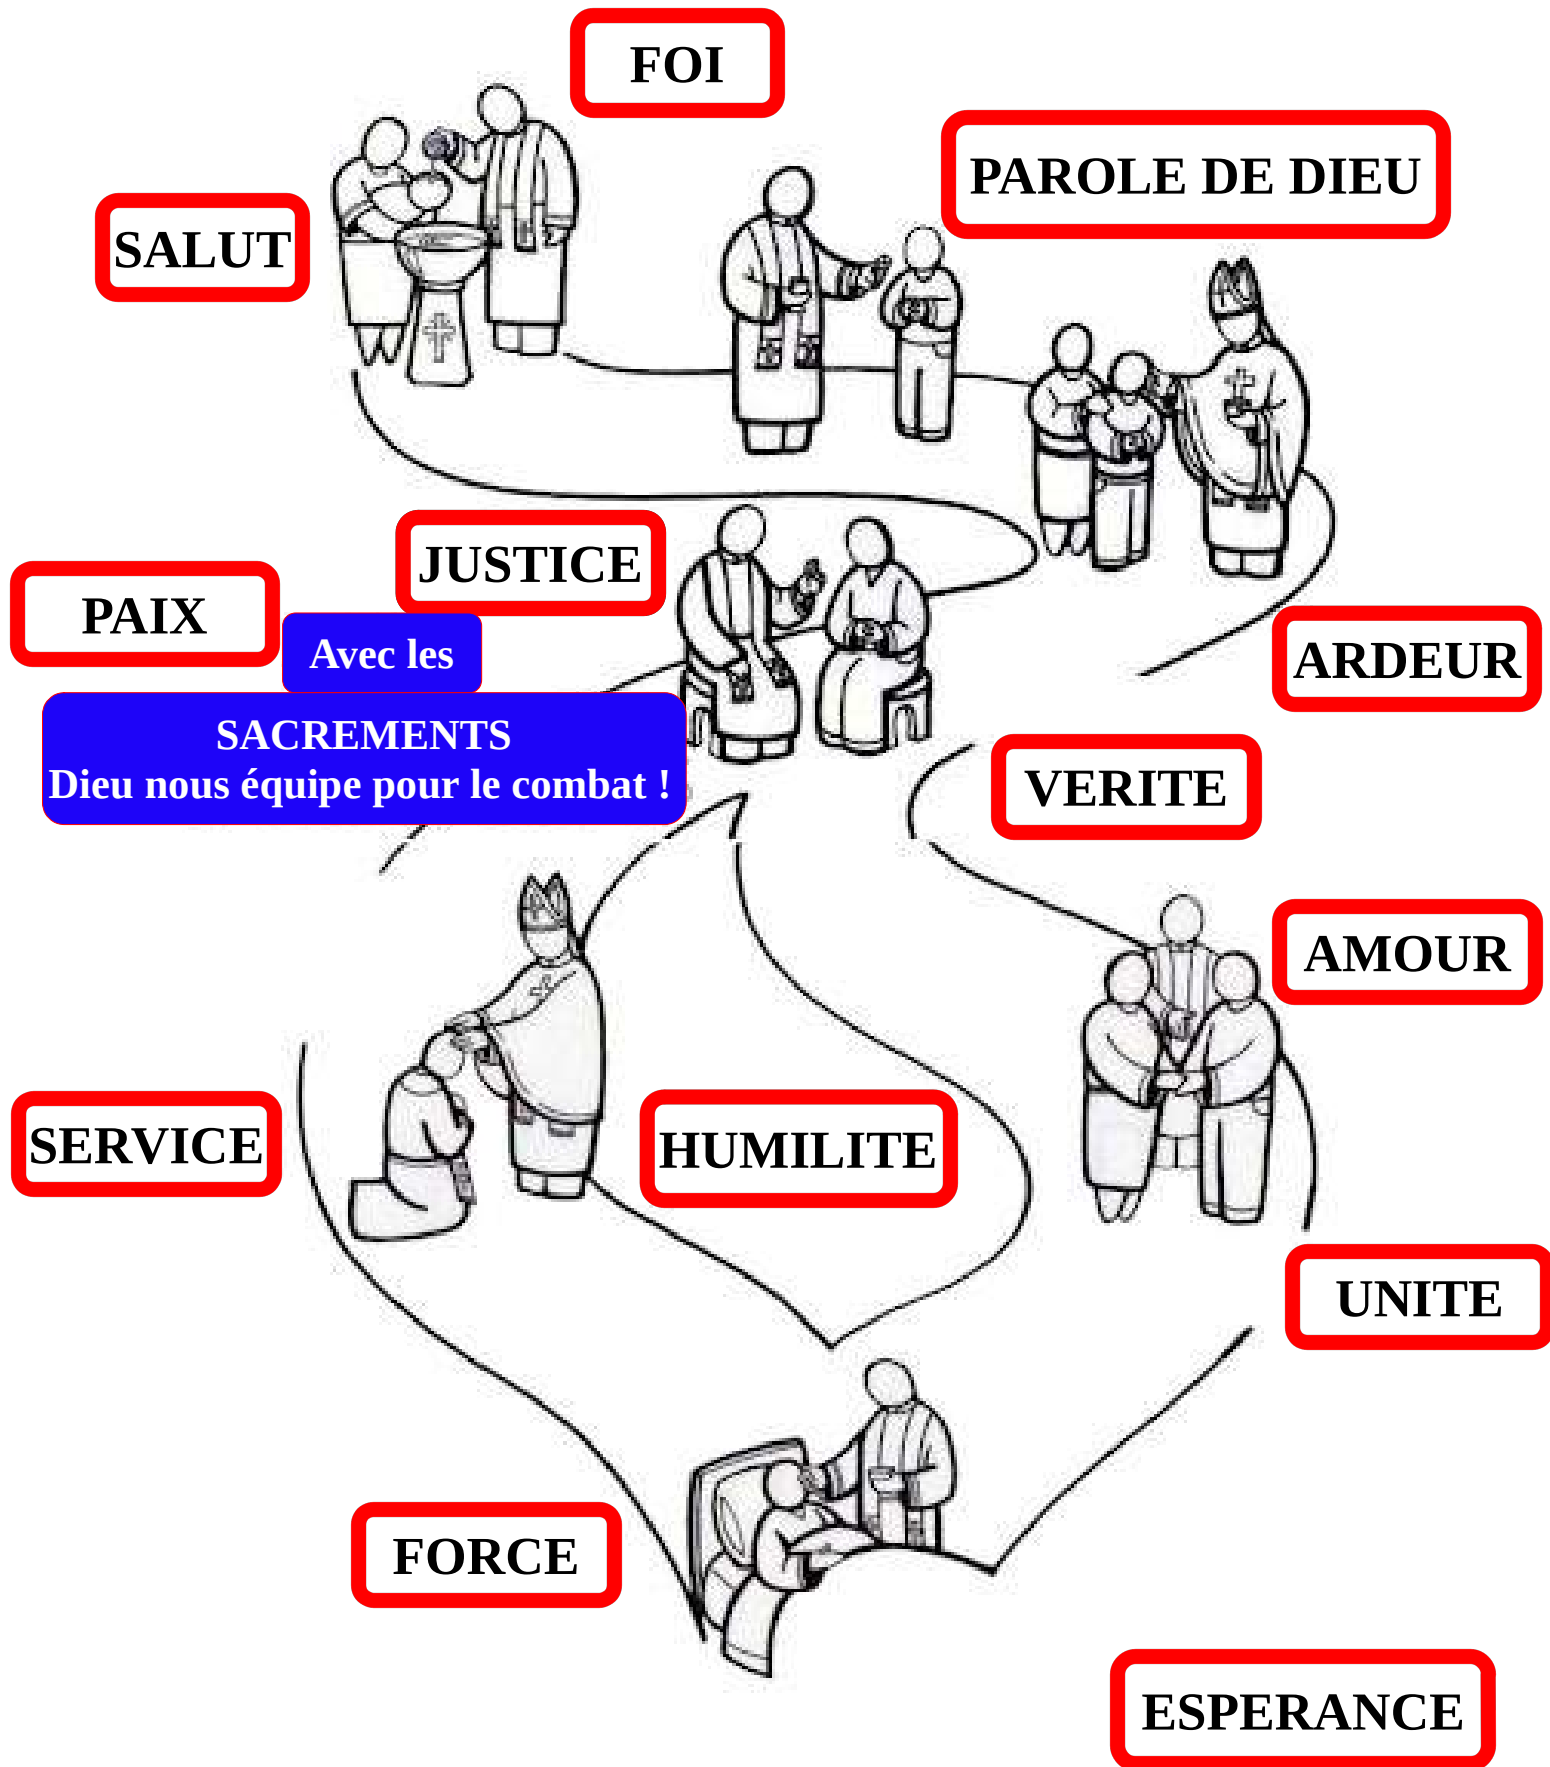 FOI
PAROLE DE DIEU
SALUT
JUSTICE
PAIX
Avec les
SACREMENTS
Dieu nous équipe pour le combat !
ARDEUR
VERITE
AMOUR
SERVICE
HUMILITE
UNITE
FORCE
ESPERANCE